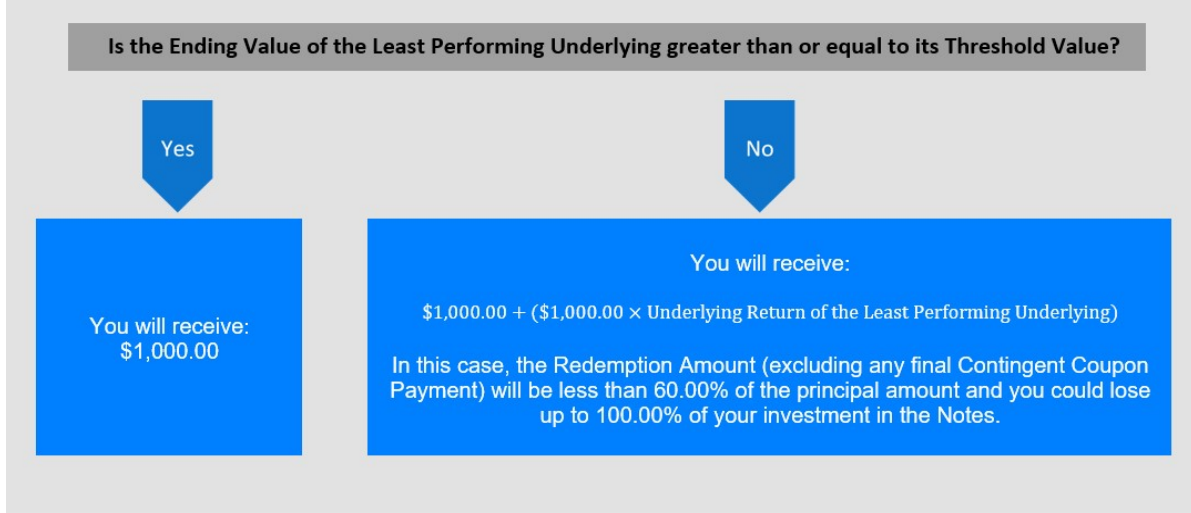 Is the Ending Value of the Least Performing Underlying greater than or equal to its Threshold Value?
Yes
No
You will receive:
$1,000.00
You will receive:
$1,000.00 + ($1,000.00 × Underlying Return of the Least Performing Underlying)
In this case, the Redemption Amount (excluding any final Contingent Coupon
Payment) will be less than 60.00% of the principal amount and you could lose
up to 100.00% of your investment in the Notes.